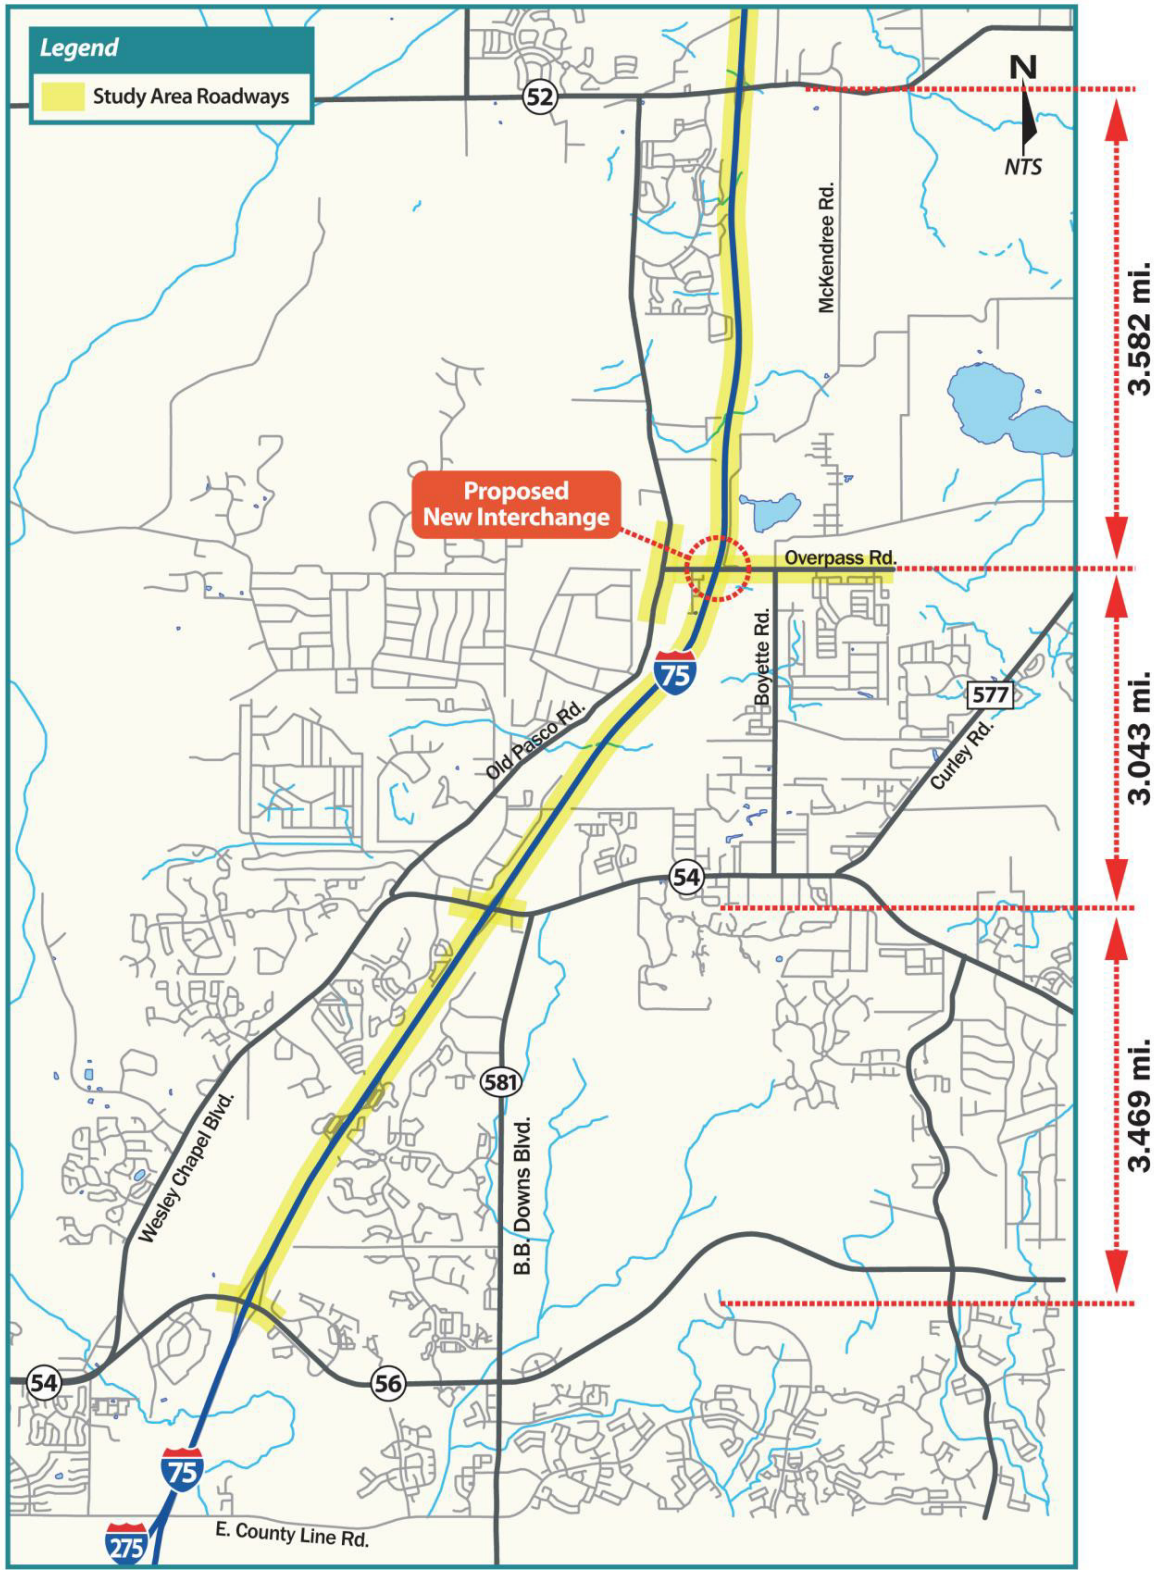 Legend
Study Area Roadways
52
N
NTS
McKendree Rd.
3.582 mi.
Proposed
New Interchange
Overpass Rd.
75
Boyette Rd.
577
Curley Rd.
Old Pasco Rd.
3.043 mi.
54
581
3.469 mi.
Wesley Chapel Blvd.
B.B. Downs Blvd.
54
56
75
E. County Line Rd.
275